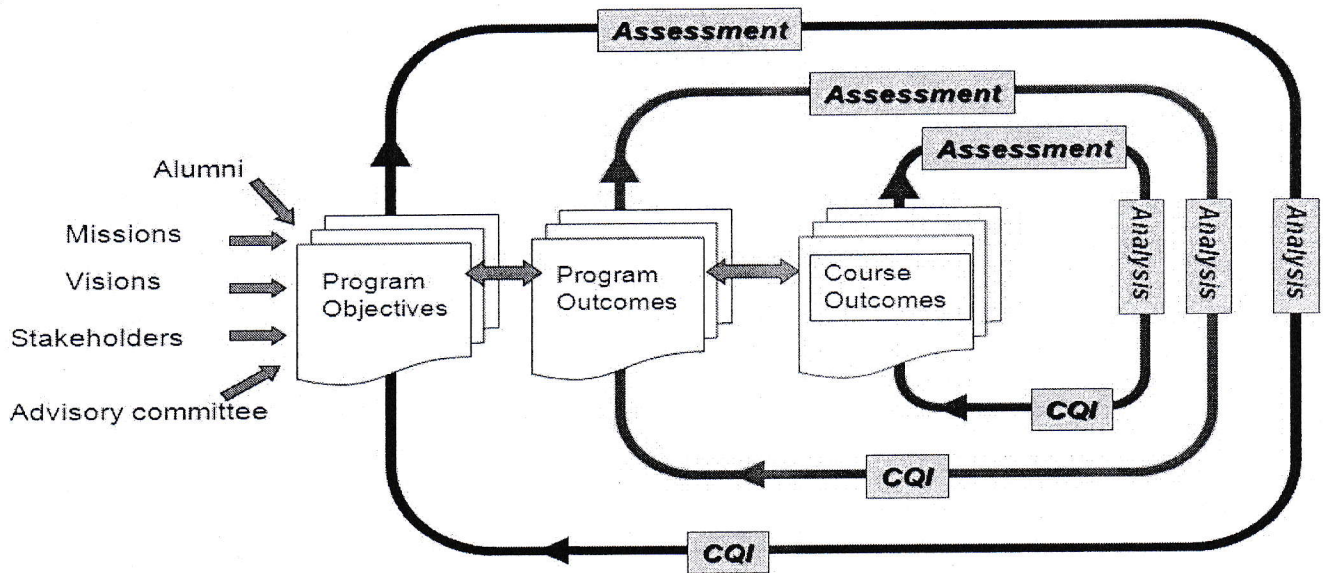 Assessment
Assessment
Assessment
Alumni
Missions
Visions
Stakeholders
Advisory committee
Program
Objectives
Program
Outcomes
Course
Outcomes
Analysis
Analysis
Analysis
CQI
CQI
CQI